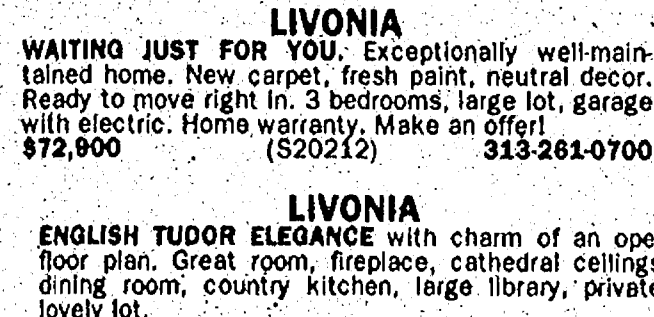 LIVONIA
WAITING JUST FOR YOU. Exceptionally well-main-
tained home. New carpet, fresh paint, neutral decor.
Ready to move right in. 3 bedrooms, large lot, garage
with electric. Home warranty. Make an offer!
$72,900 (S20212) 313-261-0700
LIVONIA
ENGLISH TUDOR ELEGANCE with charm of an ope
floor plan. Great room, fireplace, cathedral ceilings
dining room, country kitchen, large library, private
lovely lot.